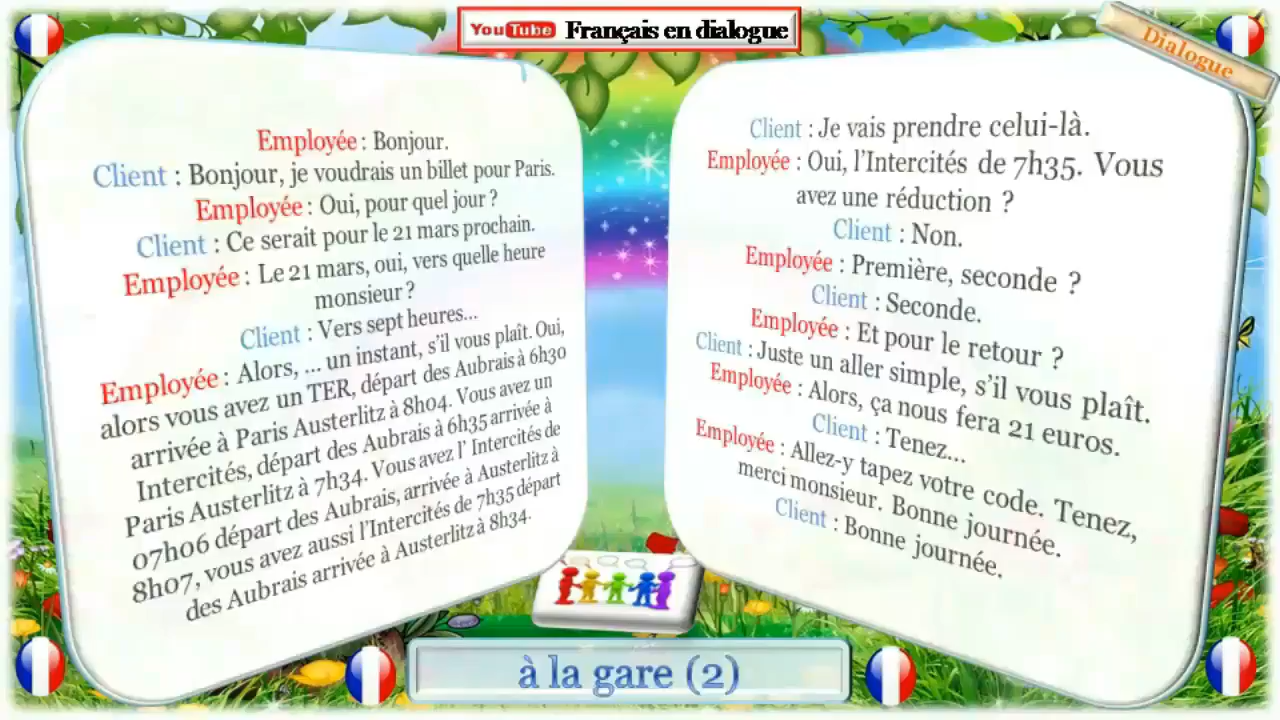 YouTube Français en dialogue
Dialogue
Employée : Bonjour.
Client : Bonjour, je voudrais un billet pour Paris.
Employée : Oui, pour quel jour ?
Client : Ce serait pour le 21 mars prochain.
Employée : Le 21 mars, oui, vers quelle heure
monsieur ?
Client : Vers sept heures...
Employée : Alors, ... un instant, s'il vous plaît. Oui,
alors vous avez un TER, départ des Aubrais à 6h30
arrivée à Paris Austerlitz à 8h04. Vous avez un
Intercités, départ des Aubrais à 6h35 arrivée à
Paris Austerlitz à 7h34. Vous avez l' Intercités de
07h06 départ des Aubrais, arrivée à Austerlitz à
8h07, vous avez aussi l'Intercités de 7h35 départ
des Aubrais arrivée à Austerlitz à 8h34.
Client : Je vais prendre celui-là.
Employée : Oui, l'Intercités de 7h35. Vous
avez une réduction ?
Client : Non.
Employée : Première, seconde ?
Client : Seconde.
Employée : Et pour le retour ?
Client : Juste un aller simple, s'il vous plaît.
Employée : Alors, ça nous fera 21 euros.
Client : Tenez...
Employée : Allez-y tapez votre code. Tenez,
merci monsieur. Bonne journée.
Client : Bonne journée.
à la gare (2)